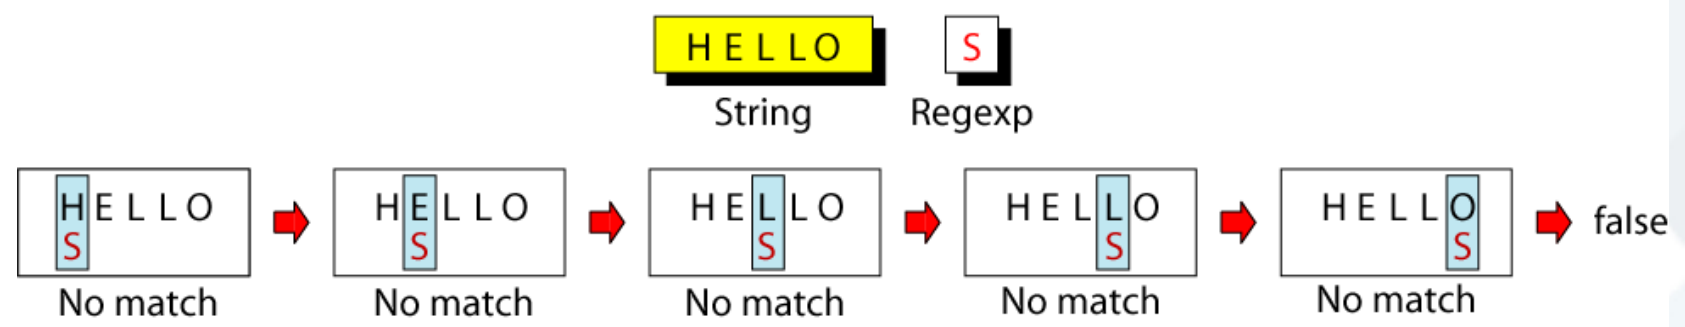 HELLO S
String Regexp
HELLO HELLO HELLO HELLO HELLO
S S S S S false
No match No match No match No match No match